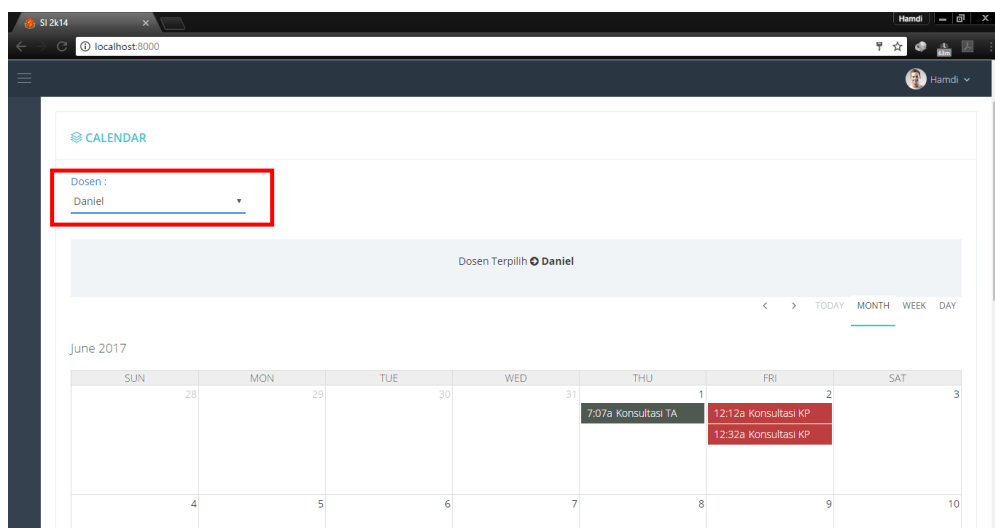 SI 2k14
Hamdi
localhost:8000
63m
Hamdi
CALENDAR
Dosen :
Daniel
Dosen Terpilih Daniel
TODAY MONTH WEEK DAY
June 2017
SUN MON TUE WED THU FRI SAT
28 29 30 31 1 2 3
7:07a Konsultasi TA 12:12a Konsultasi KP
12:32a Konsultasi KP
4 5 6 7 8 9 10